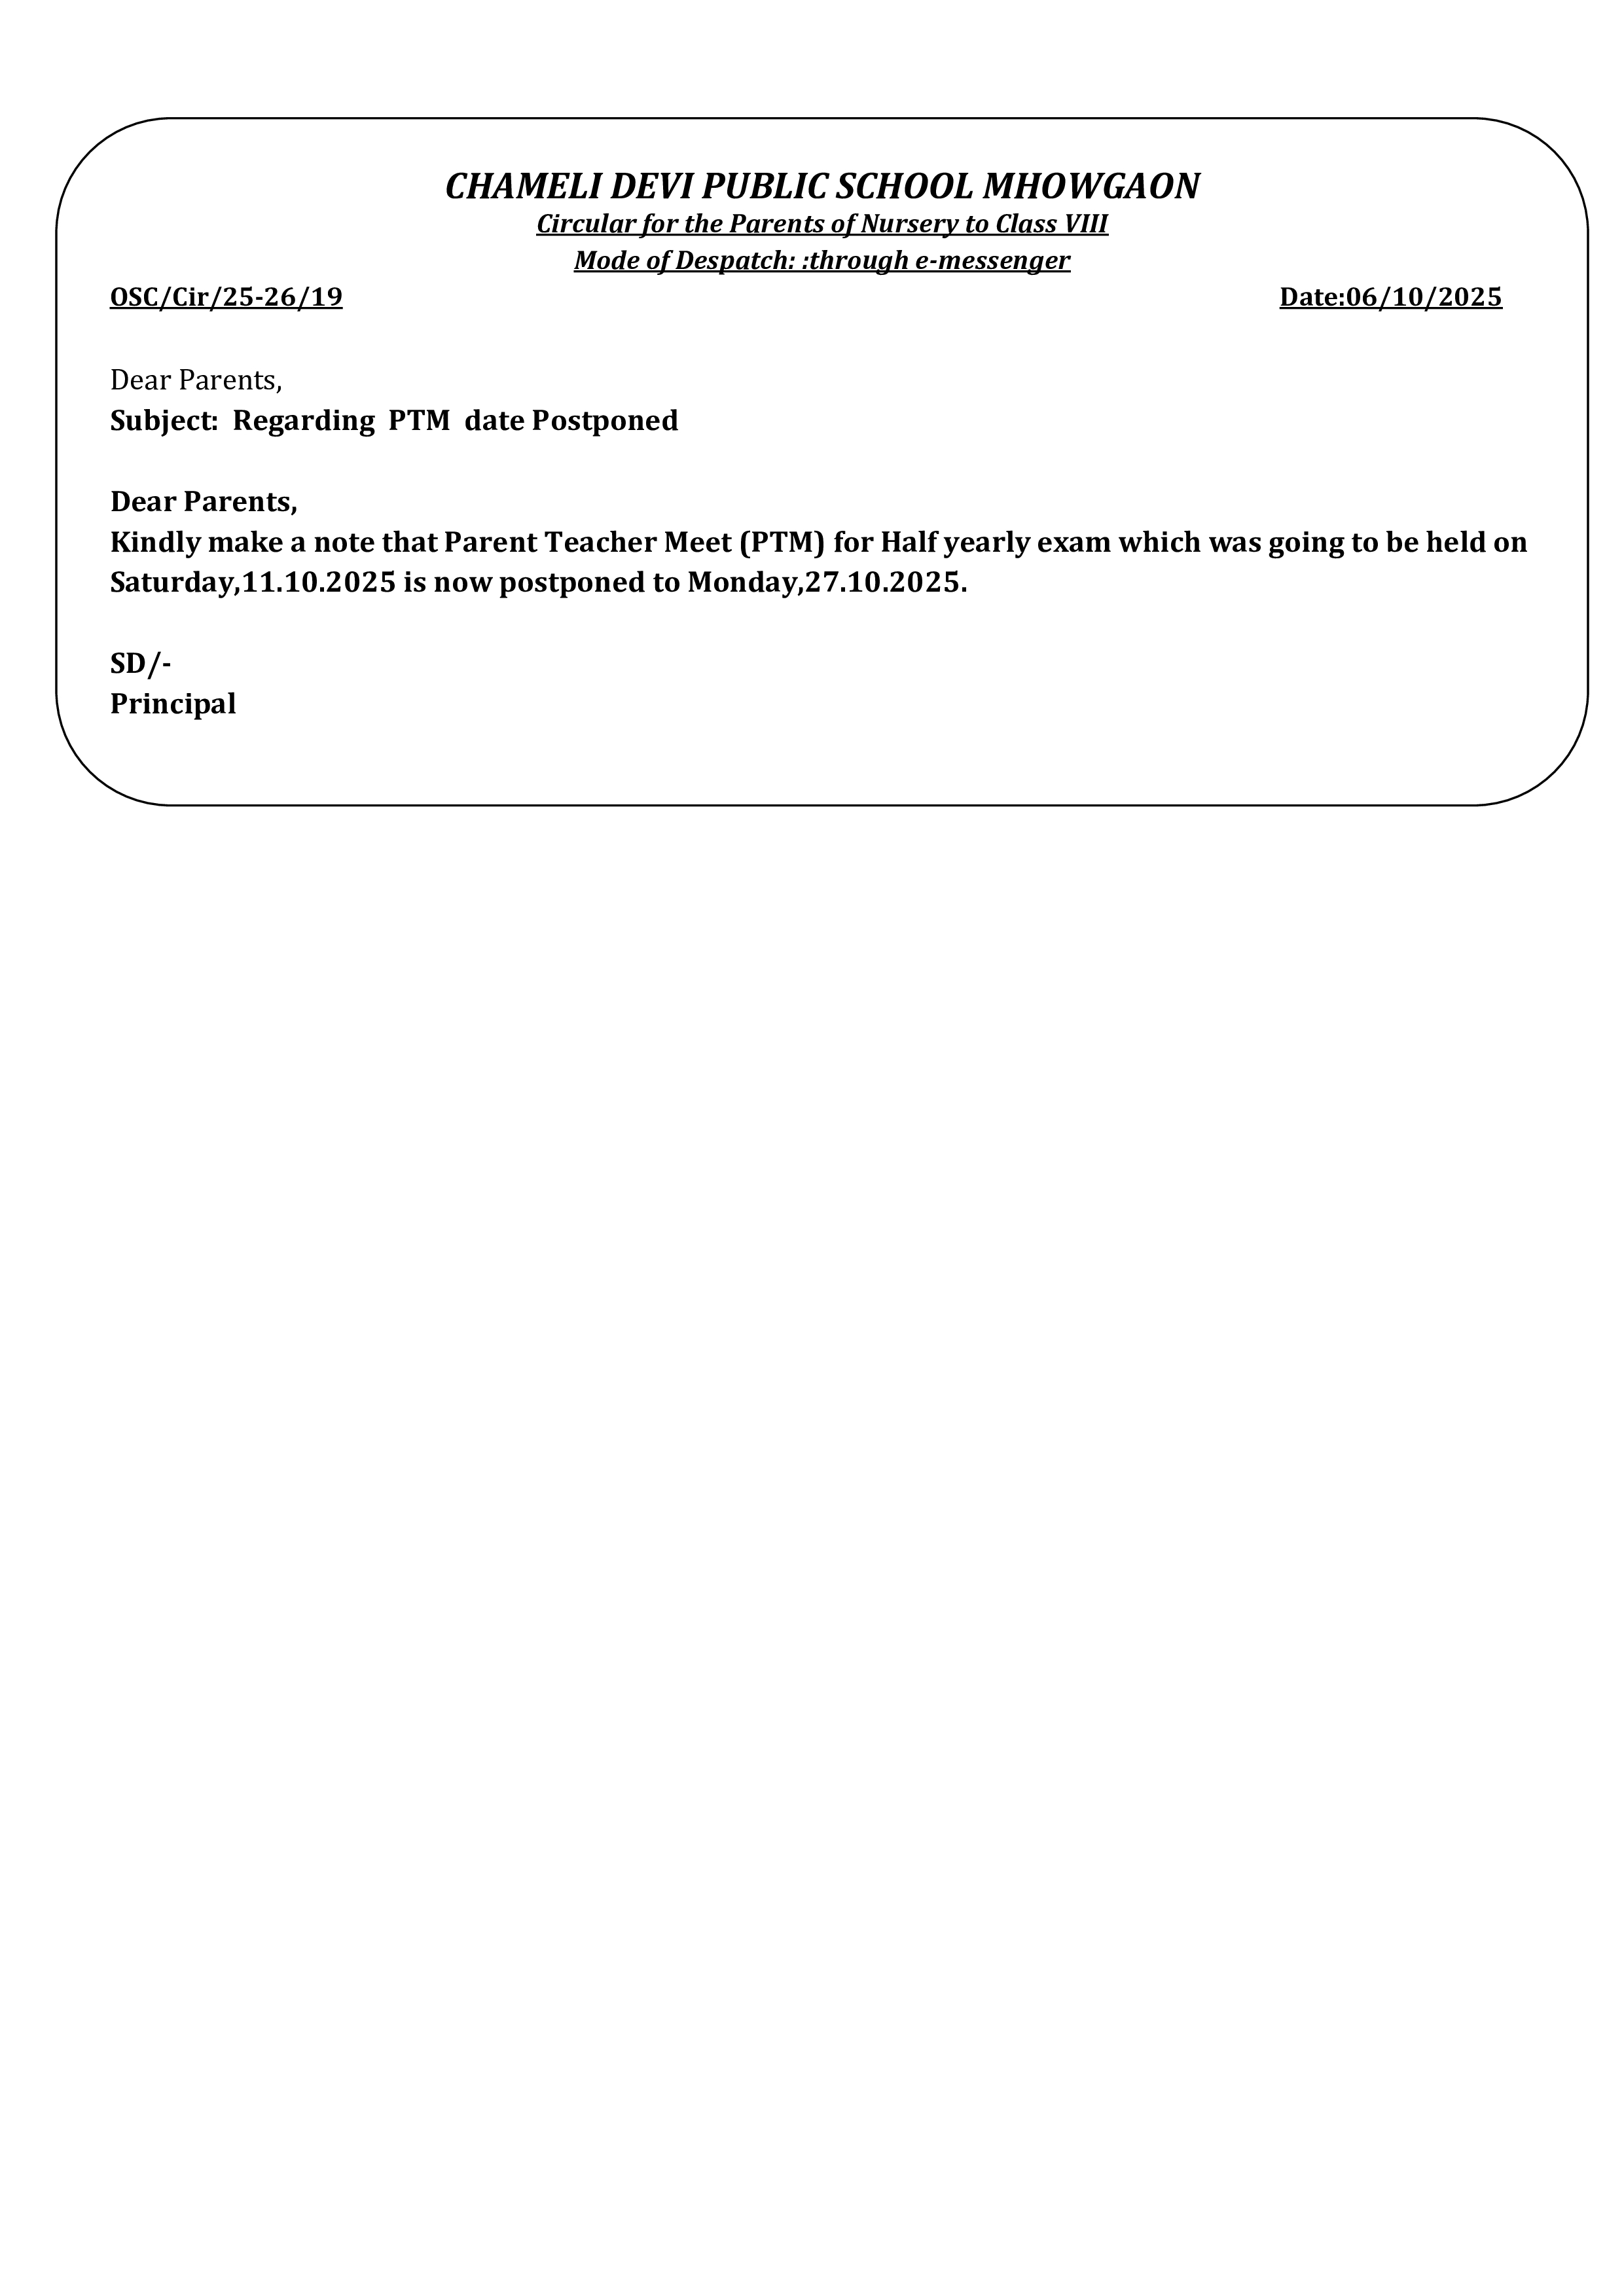 CHAMELI DEVI PUBLIC SCHOOL MHOWGAON
Circular for the Parents of Nursery to Class VIII
Mode of Despatch: :through e-messenger
OSC/Cir/25-26/19 Date:06/10/2025
Dear Parents,
Subject:  Regarding  PTM  date Postponed
Dear Parents,
Kindly make a note that Parent Teacher Meet (PTM) for Half yearly exam which was going to be held on
Saturday,11.10.2025 is now postponed to Monday,27.10.2025.
SD/-
Principal